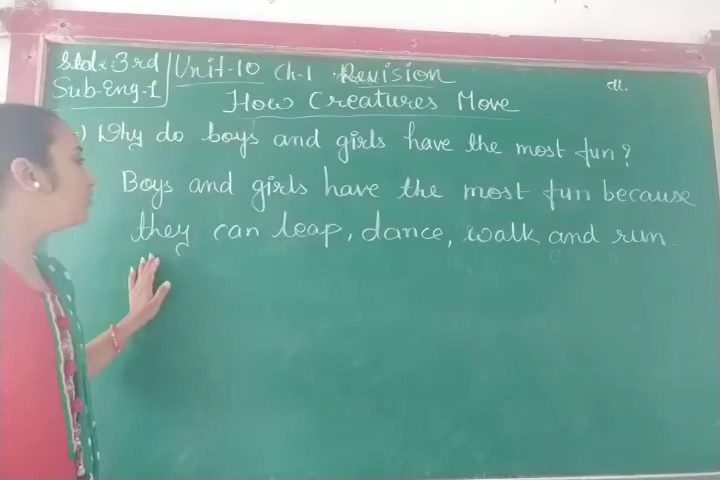 Std:-3rd
Sub-Eng-1
Unit-10 Ch-1 Revision
How Creatures Move
) Why do boys and girls have the most fun?
Boys and girls have the most fun because
they can leap, dance, walk and run.